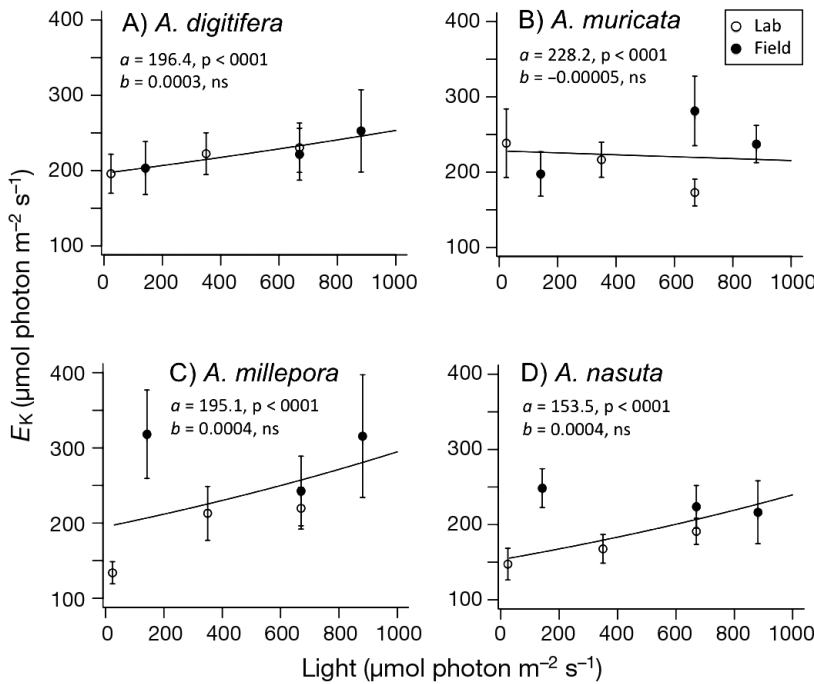 A) A. digitifera
a = 196.4, p < 0001
b = 0.0003, ns
400
300
200
100
0 200 400 600 800 1000
B) A. muricata
a = 228.2, p < 0001
b = −0.00005, ns
Lab
Field
400
300
200
100
0 200 400 600 800 1000
C) A. millepora
a = 195.1, p < 0001
b = 0.0004, ns
400
300
200
100
0 200 400 600 800 1000
D) A. nasuta
a = 153.5, p < 0001
b = 0.0004, ns
400
300
200
100
0 200 400 600 800 1000
EK (µmol photon m−2 s−1)
Light (µmol photon m−2 s−1)